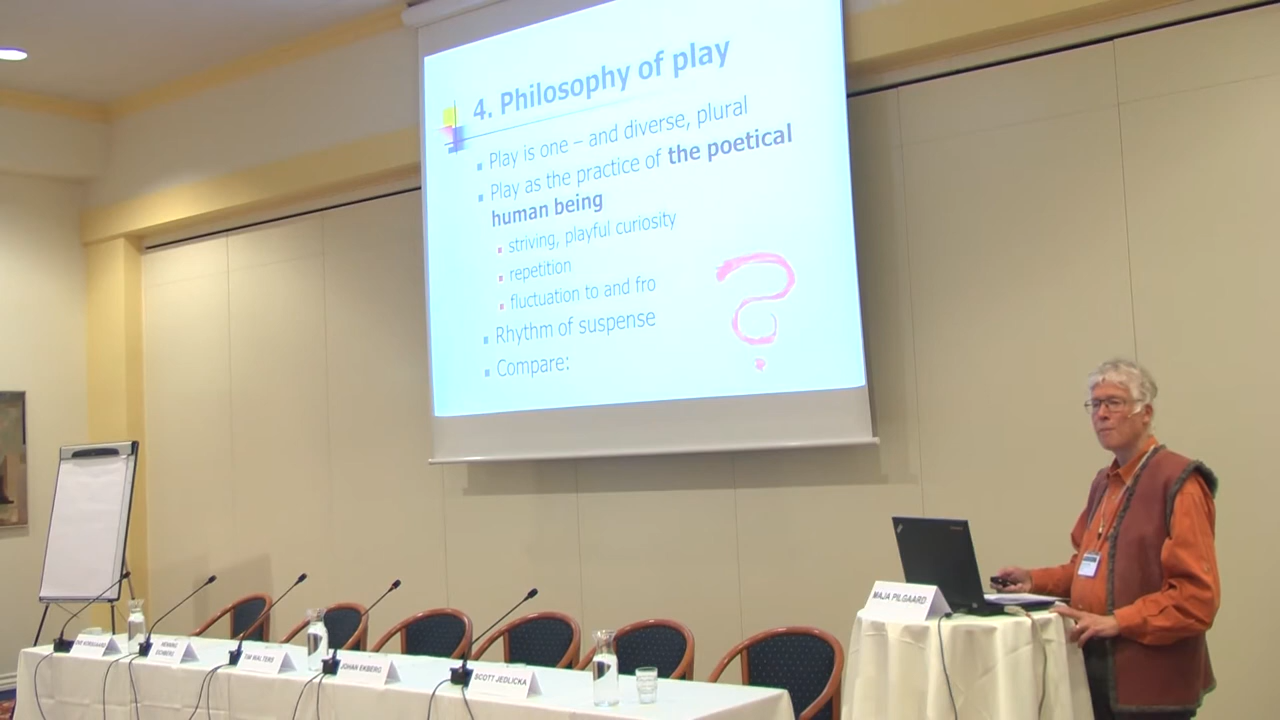 4. Philosophy of play
Play is one – and diverse, plural
Play as the practice of the poetical
human being
striving, playful curiosity
repetition
fluctuation to and fro
Rhythm of suspense
Compare:
?
MAJA PILGAARD
HENNING
EICHBERG
TIM WALTERS
JOHAN EKBERG
SCOTT JEDLICKA